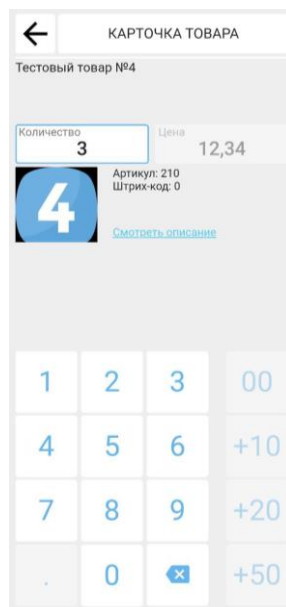 КАРТОЧКА ТОВАРА
Тестовый товар №4
Количество
3
Цена
12,34
4
Артикул: 210
Штрих-код: 0
Смотреть описание
1 2 3 00
4 5 6 +10
7 8 9 +20
. 0 +50